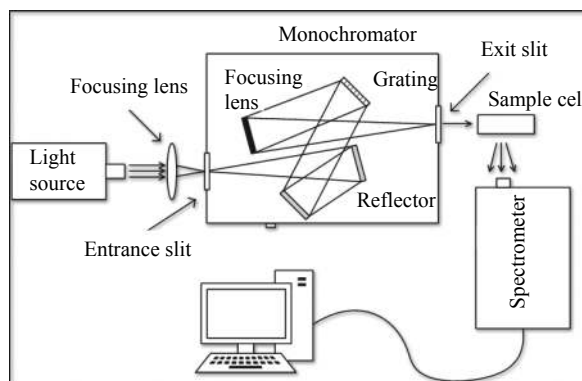 Monochromator
Exit slit
Focusing lens
Focusing
lens
Grating
Sample cel
Light
source
Reflector
Entrance slit
Spectrometer